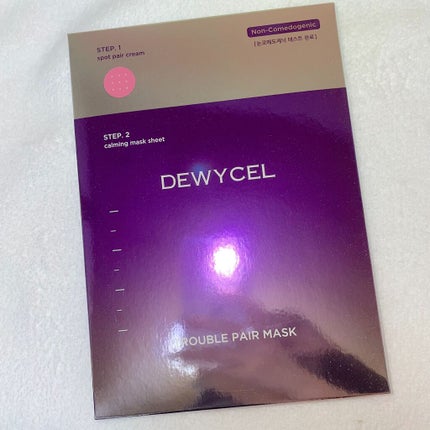 STEP. 1
spot pair cream
Non-Comedogenic
[논코메도제닉 테스트 완료]
STEP. 2
calming mask sheet
DEWYCEL
TROUBLE PAIR MASK